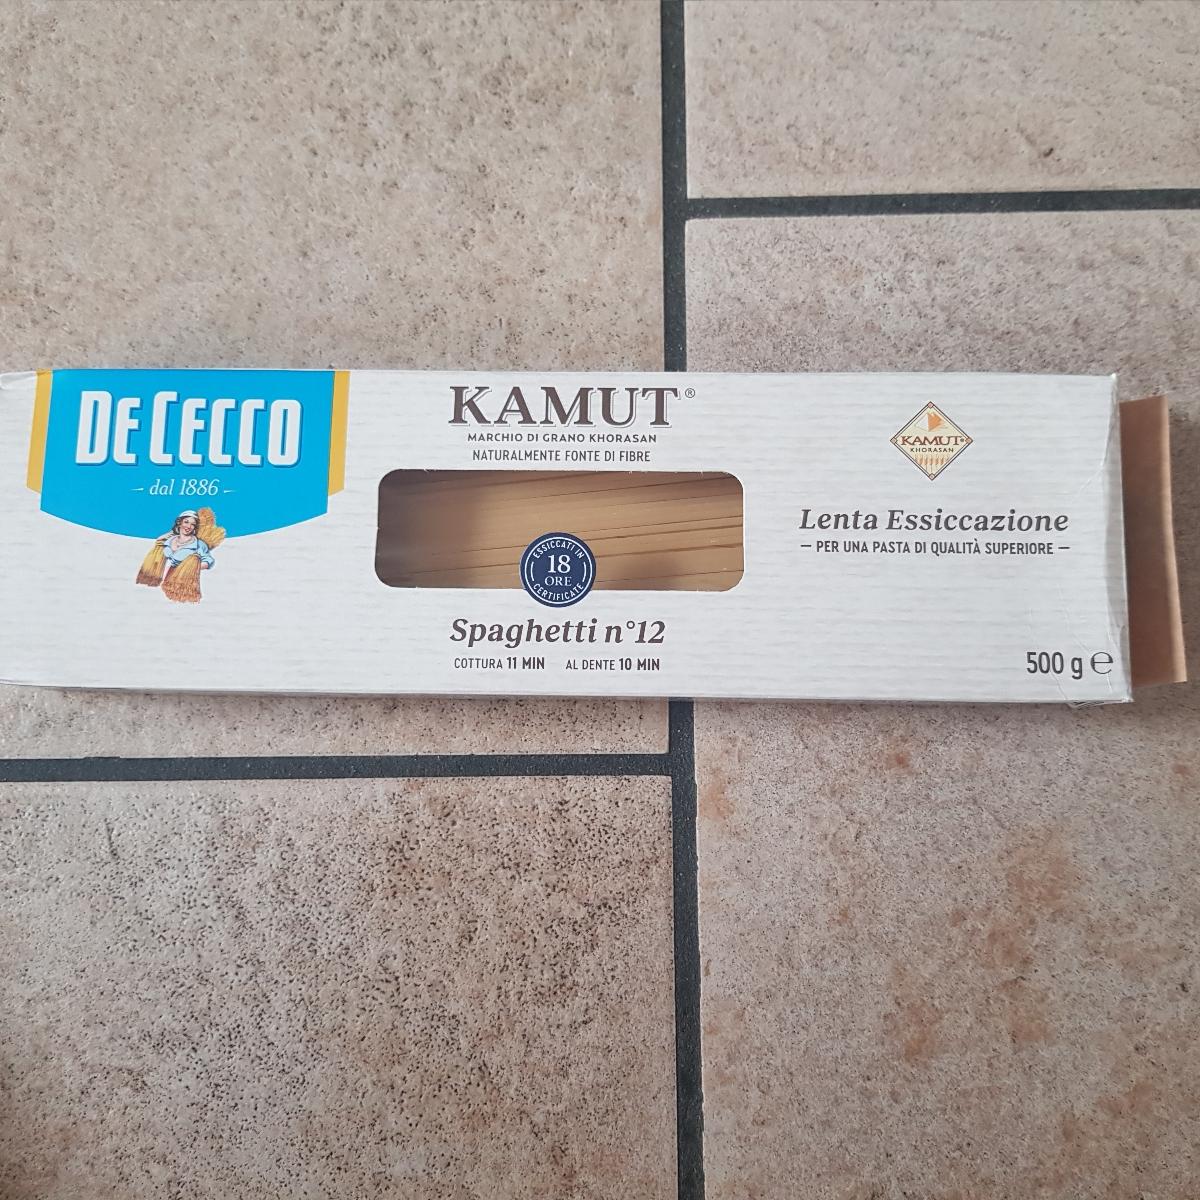 DE CECCO
dal 1886
KAMUT®
MARCHIO DI GRANO KHORASAN
NATURALMENTE FONTE DI FIBRE
ESSICCATI IN
18
ORE
CERTIFICATE
Spaghetti n°12
COTTURA 11 MIN AL DENTE 10 MIN
KAMUT
KHORASAN
Lenta Essiccazione
– PER UNA PASTA DI QUALITÀ SUPERIORE –
500 g ℮